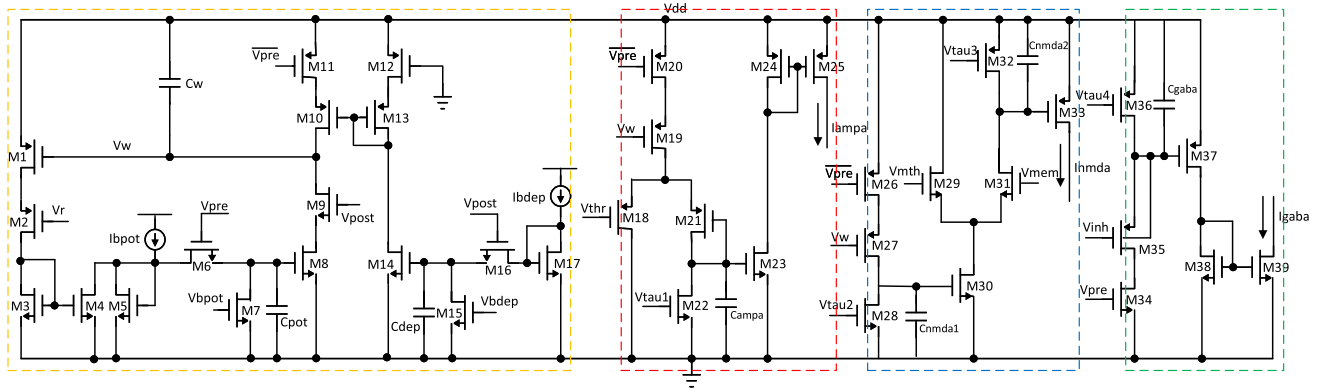 Vdd
Vpre
M11
M12
Vpre
M20
M24
M25
Vtau3
M32
Cnmda2
Cw
Vtau4
M36
Cgaba
M10
M13
M33
Vw
M19
Iampa
M1
Vw
M37
Inmda
Vpre
M26
Vmth
M29
M31
Vmem
Ibdep
M2
Vr
Vpre
M9
Vpost
Vpost
Vthr
M18
M21
Igaba
Ibpot
Vw
M27
Vinh
M35
M6
M8
M14
M16
M17
M23
M38
M39
M30
M3
M4
M5
Vbpot
M7
Cpot
Cdep
M15
Vbdep
Vtau1
M22
Campa
Vtau2
M28
Cnmda1
Vpre
M34